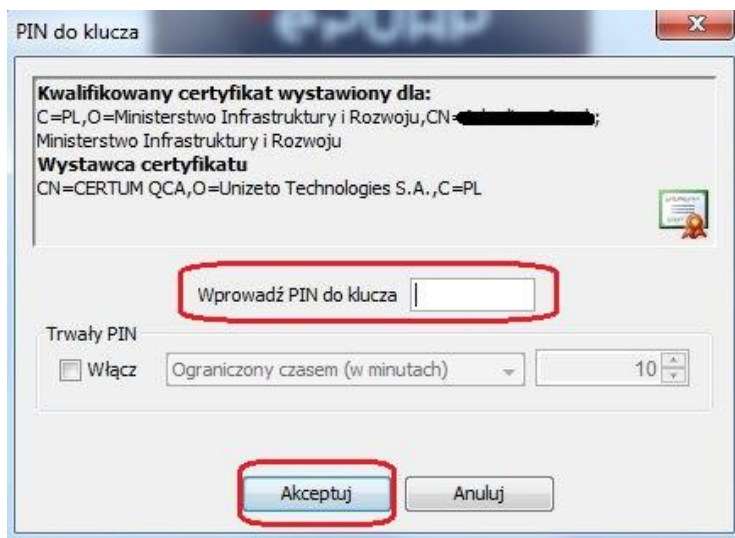 ePUAP
PIN do klucza
Kwalifikowany certyfikat wystawiony dla:
C=PL,O=Ministerstwo Infrastruktury i Rozwoju,CN= ;
Ministerstwo Infrastruktury i Rozwoju
Wystawca certyfikatu
CN=CERTUM QCA,O=Unizeto Technologies S.A.,C=PL
Wprowadź PIN do klucza
Trwały PIN
Włącz Ograniczony czasem (w minutach) 10
Akceptuj Anuluj